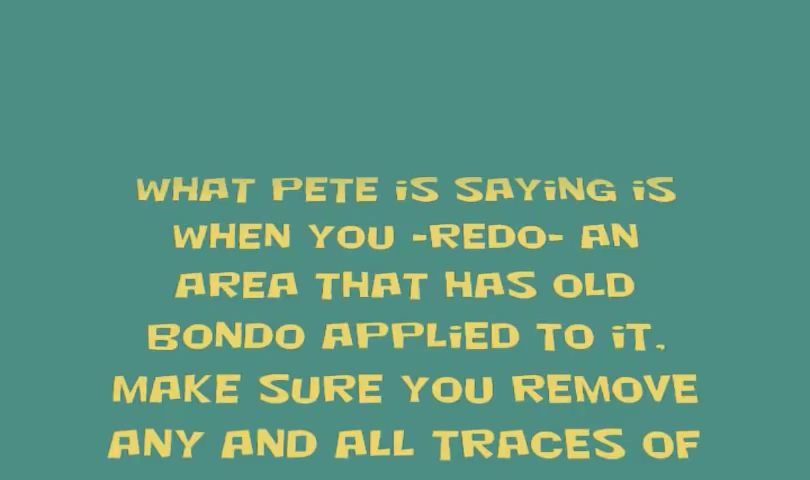 WHAT PETE iS SAYiNG iS
WHEN YOU -REDO- AN
AREA THAT HAS OLD
BONDO APPLiED TO iT,
MAKE SURE YOU REMOVE
ANY AND ALL TRACES OF